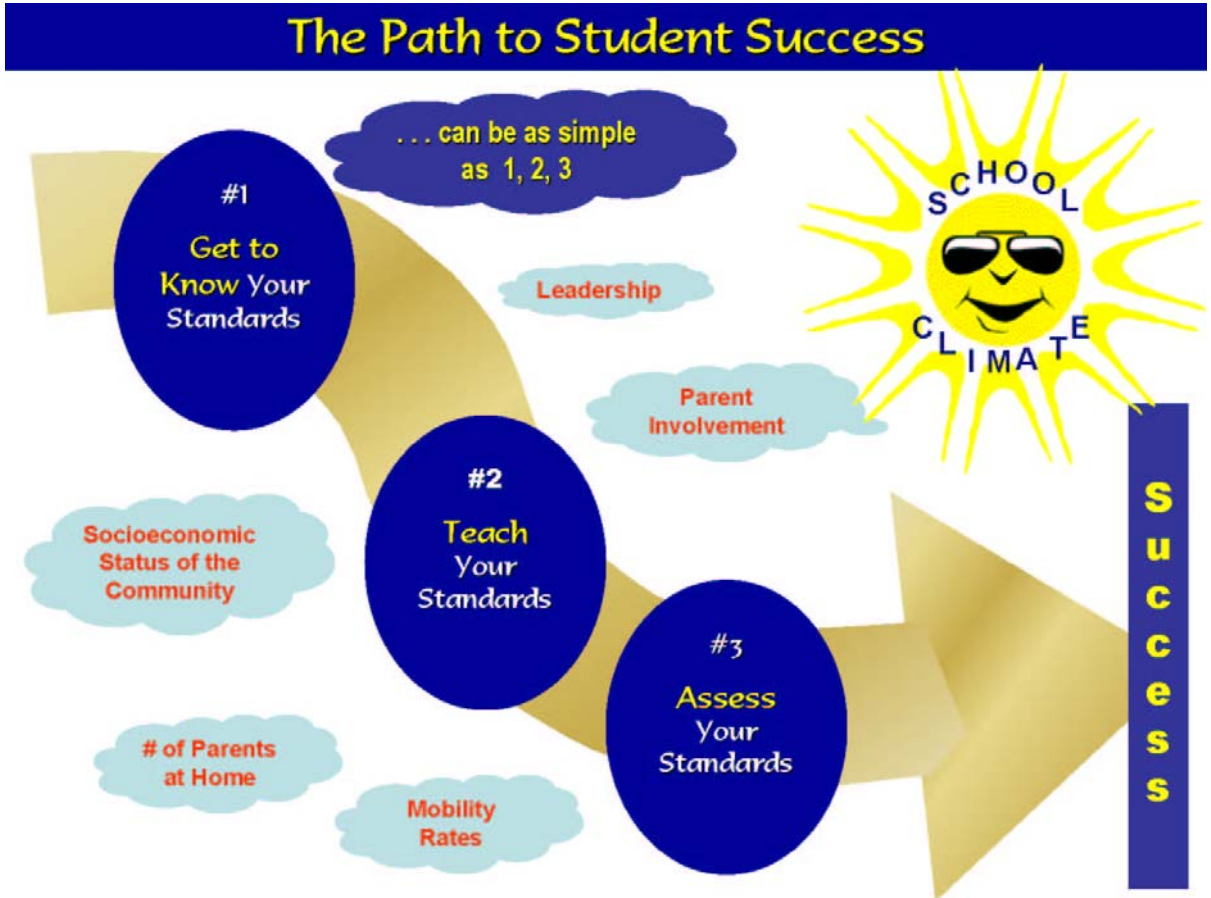 The Path to Student Success
. . . can be as simple
as 1, 2, 3
#1
Get to
Know Your
Standards
SCHOOL
CLIMATE
Leadership
Parent
Involvement
#2
Teach
Your
Standards
Socioeconomic
Status of the
Community
#3
Assess
Your
Standards
# of Parents
at Home
Mobility
Rates
Success